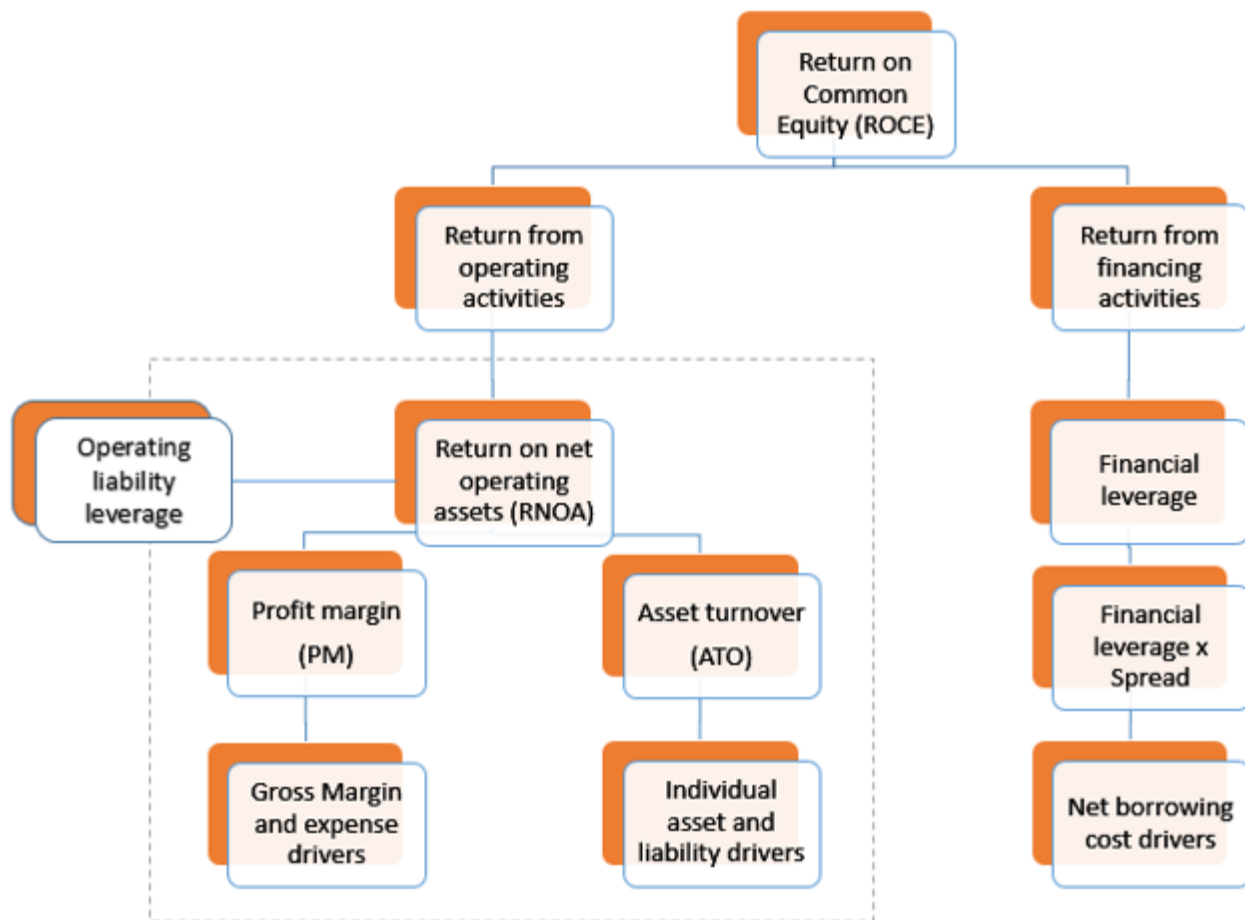 Return on
Common
Equity (ROCE)
Return from
operating
activities
Return from
financing
activities
Operating
liability
leverage
Return on net
operating
assets (RNOA)
Financial
leverage
Profit margin
(PM)
Asset turnover
(ATO)
Financial
leverage x
Spread
Gross Margin
and expense
drivers
Individual
asset and
liability drivers
Net borrowing
cost drivers